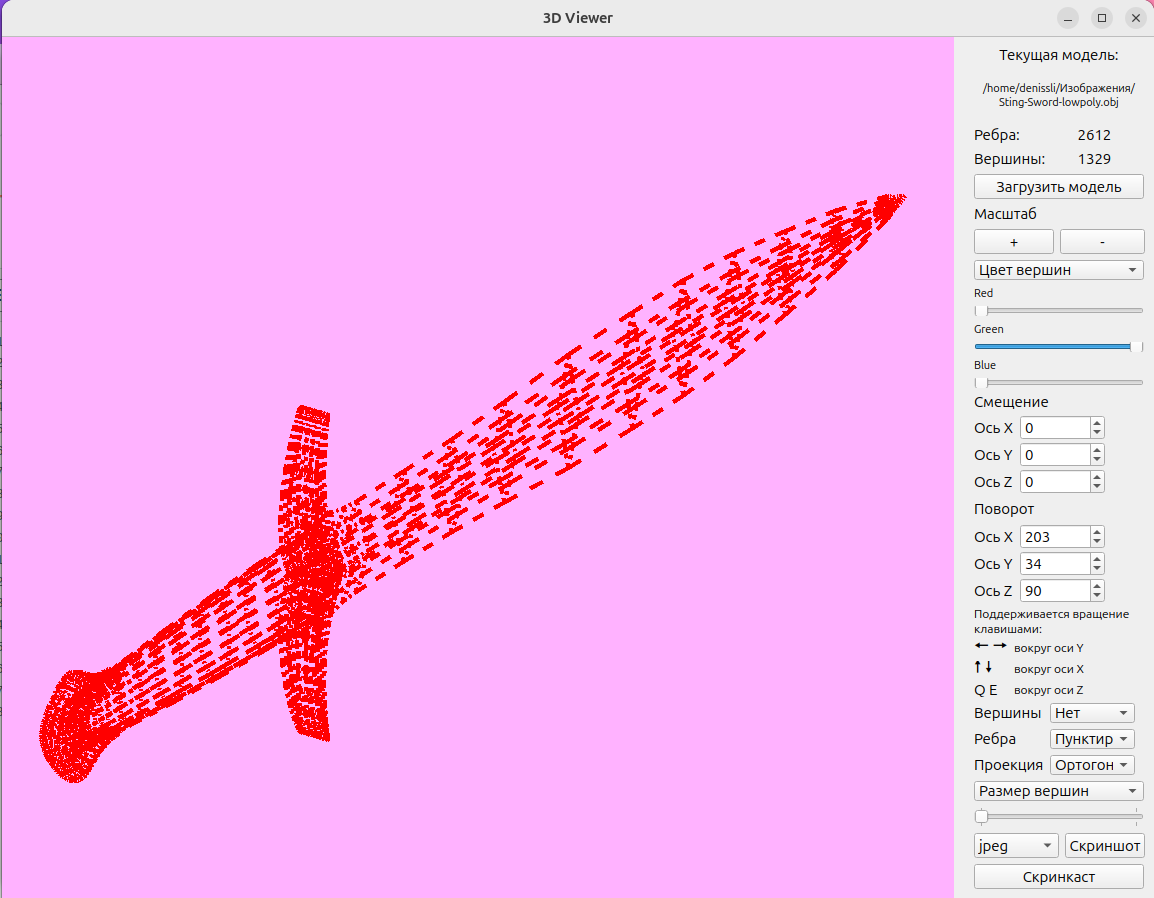 3D Viewer
Текущая модель:
/home/denissli/Изображения/
Sting-Sword-lowpoly.obj
Ребра: 2612
Вершины: 1329
Загрузить модель
Масштаб
+ -
Цвет вершин
Red
Green
Blue
Смещение
Ось X 0
Ось Y 0
Ось Z 0
Поворот
Ось X 203
Ось Y 34
Ось Z 90
Поддерживается вращение
клавишами:
← → вокруг оси Y
↑ ↓ вокруг оси X
Q E вокруг оси Z
Вершины Нет
Ребра Пунктир
Проекция Ортогон
Размер вершин
jpeg Скриншот
Скринкаст